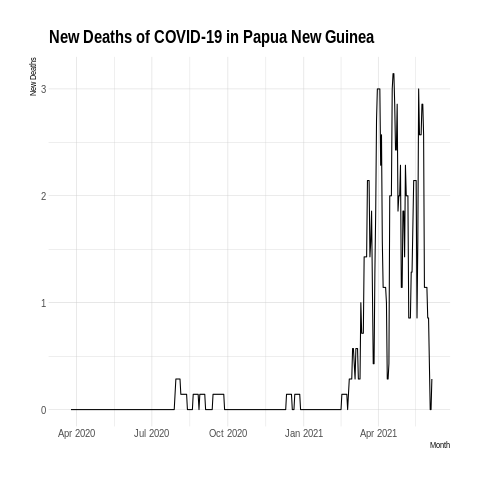 New Deaths of COVID-19 in Papua New Guinea
New Deaths
3
2
1
0
Apr 2020 Jul 2020 Oct 2020 Jan 2021 Apr 2021
Month